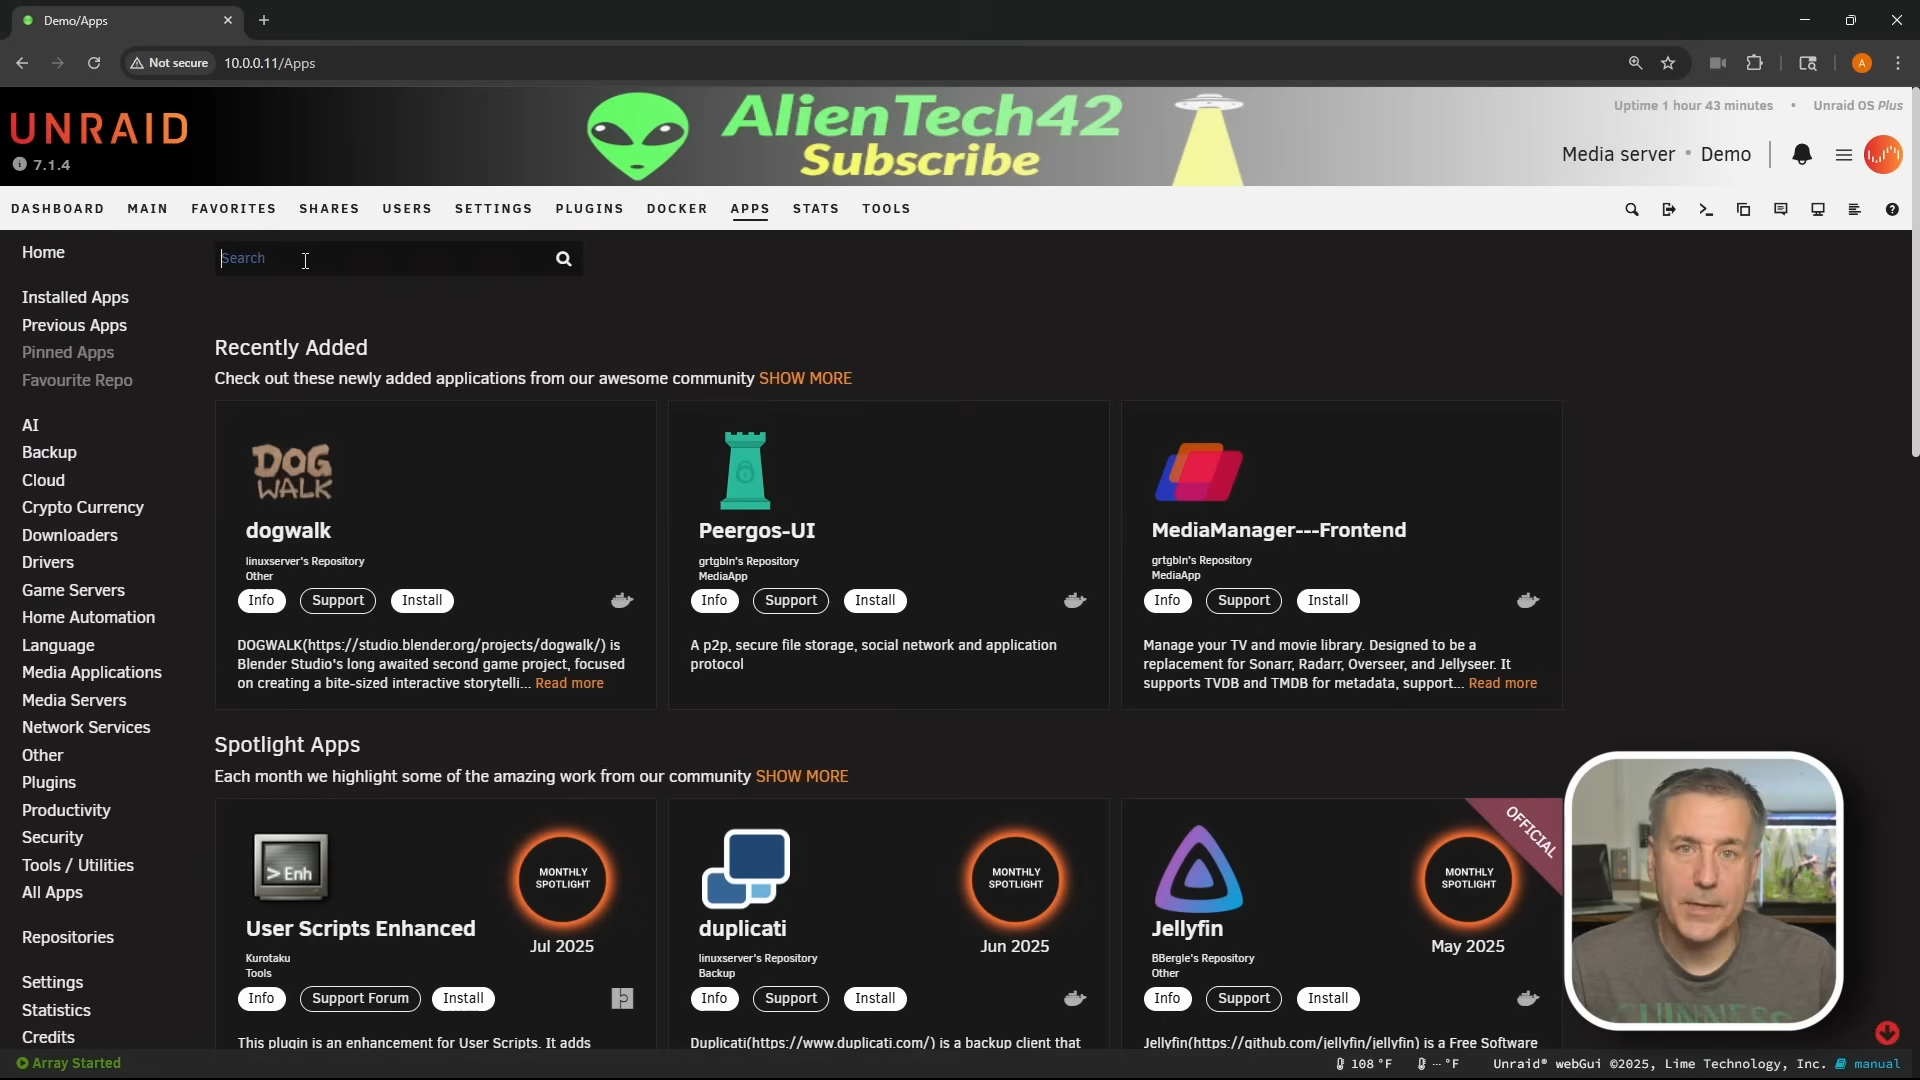 Demo/Apps
Not secure 10.0.0.11/Apps
A
UNRAID
7.1.4
AlienTech42
Subscribe
Uptime 1 hour 43 minutes • Unraid OS Plus
Media server • Demo
DASHBOARD MAIN FAVORITES SHARES USERS SETTINGS PLUGINS DOCKER APPS STATS TOOLS
Home
Installed Apps
Previous Apps
Pinned Apps
Favourite Repo
AI
Backup
Cloud
Crypto Currency
Downloaders
Drivers
Game Servers
Home Automation
Language
Media Applications
Media Servers
Network Services
Other
Plugins
Productivity
Security
Tools / Utilities
All Apps
Repositories
Settings
Statistics
Credits
Search
Recently Added
Check out these newly added applications from our awesome community SHOW MORE
DOG
WALK
dogwalk
linuxserver's Repository
Other
Info Support Install
DOGWALK(https://studio.blender.org/projects/dogwalk/) is
Blender Studio's long awaited second game project, focused
on creating a bite-sized interactive storytelli... Read more
Peergos-UI
grtgbln's Repository
MediaApp
Info Support Install
A p2p, secure file storage, social network and application
protocol
MediaManager---Frontend
grtgbln's Repository
MediaApp
Info Support Install
Manage your TV and movie library. Designed to be a
replacement for Sonarr, Radarr, Overseer, and Jellyseer. It
supports TVDB and TMDB for metadata, support... Read more
Spotlight Apps
Each month we highlight some of the amazing work from our community SHOW MORE
>Enh
MONTHLY
SPOTLIGHT
User Scripts Enhanced
Jul 2025
Kurotaku
Tools
Info Support Forum Install
This plugin is an enhancement for User Scripts. It adds
MONTHLY
SPOTLIGHT
duplicati
Jun 2025
linuxserver's Repository
Backup
Info Support Install
Duplicati(https://www.duplicati.com/) is a backup client that
OFFICIAL
MONTHLY
SPOTLIGHT
Jellyfin
May 2025
BBergle's Repository
Other
Info Support Install
Jellyfin(https://github.com/jellyfin/jellyfin) is a Free Software
GUINNESS
Array Started
108 °F -- °F Unraid® webGui ©2025, Lime Technology, Inc. manual